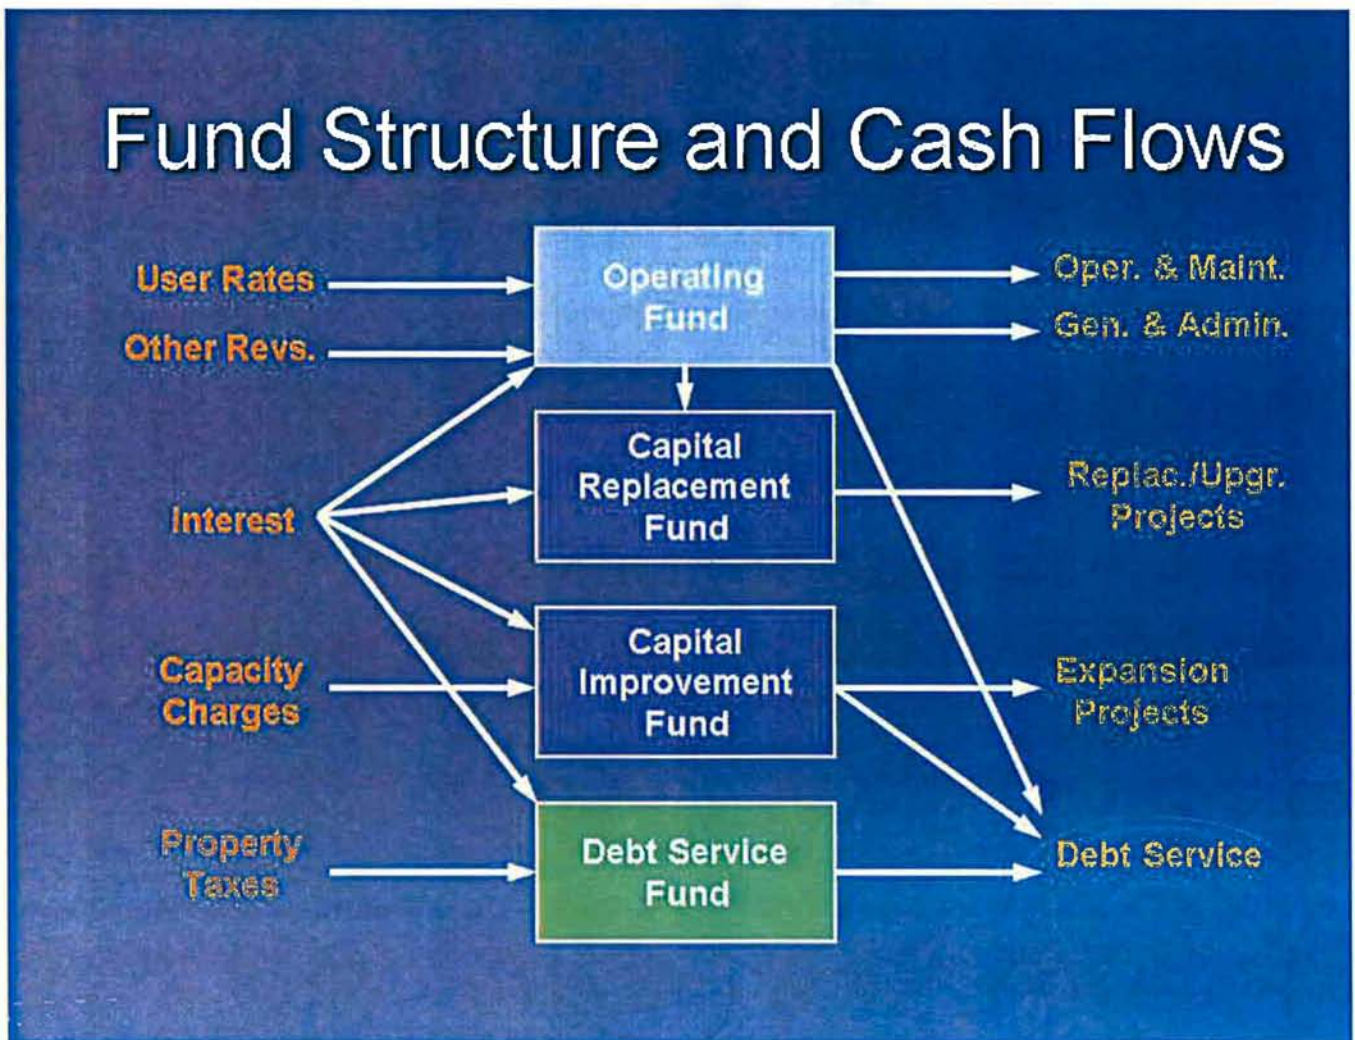 Fund Structure and Cash Flows
User Rates
Other Revs.
Interest
Capacity
Charges
Property
Taxes
Operating
Fund
Capital
Replacement
Fund
Capital
Improvement
Fund
Debt Service
Fund
Oper. & Maint.
Gen. & Admin.
Replac./Upgr.
Projects
Expansion
Projects
Debt Service